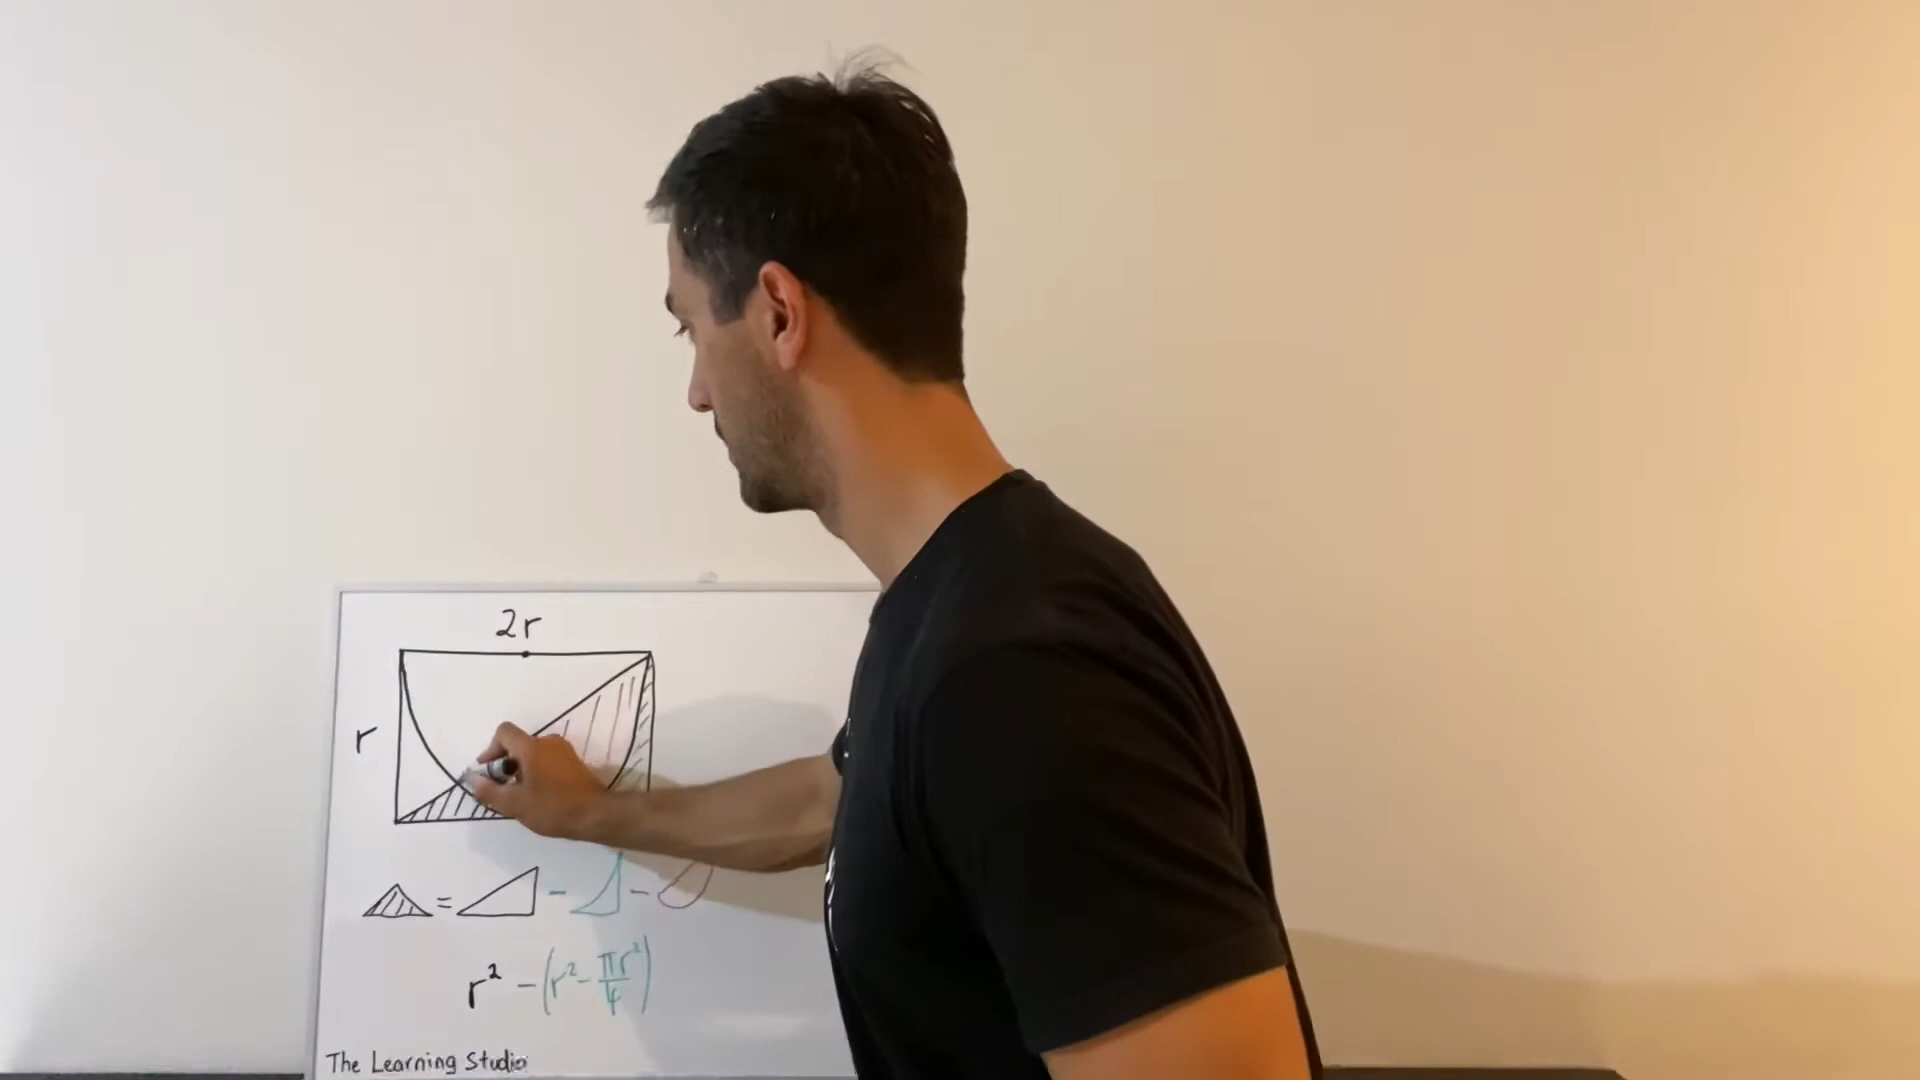 2r
r
= - -
r² - (r² - πr²/4)
The Learning Studio